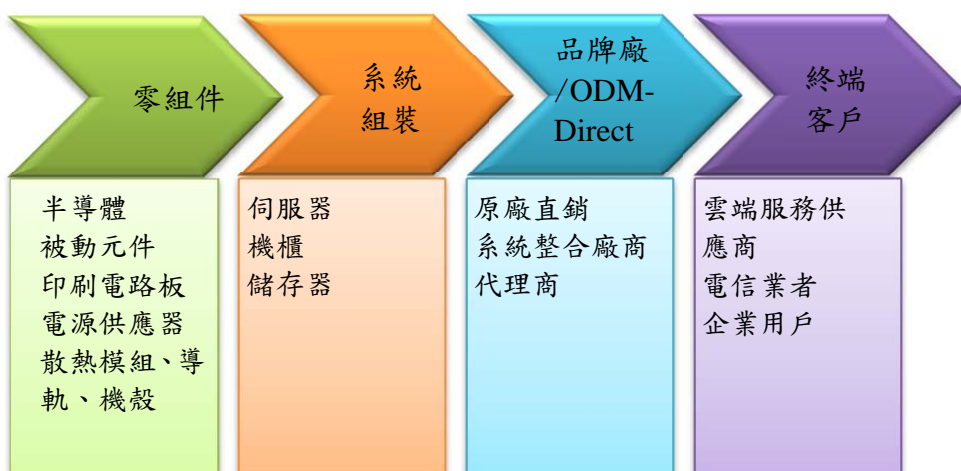 零組件
半導體
被動元件
印刷電路板
電源供應器
散熱模組、導
軌、機殼
系統
組裝
伺服器
機櫃
儲存器
品牌廠
/ODM-
Direct
原廠直銷
系統整合廠商
代理商
終端
客戶
雲端服務供
應商
電信業者
企業用戶